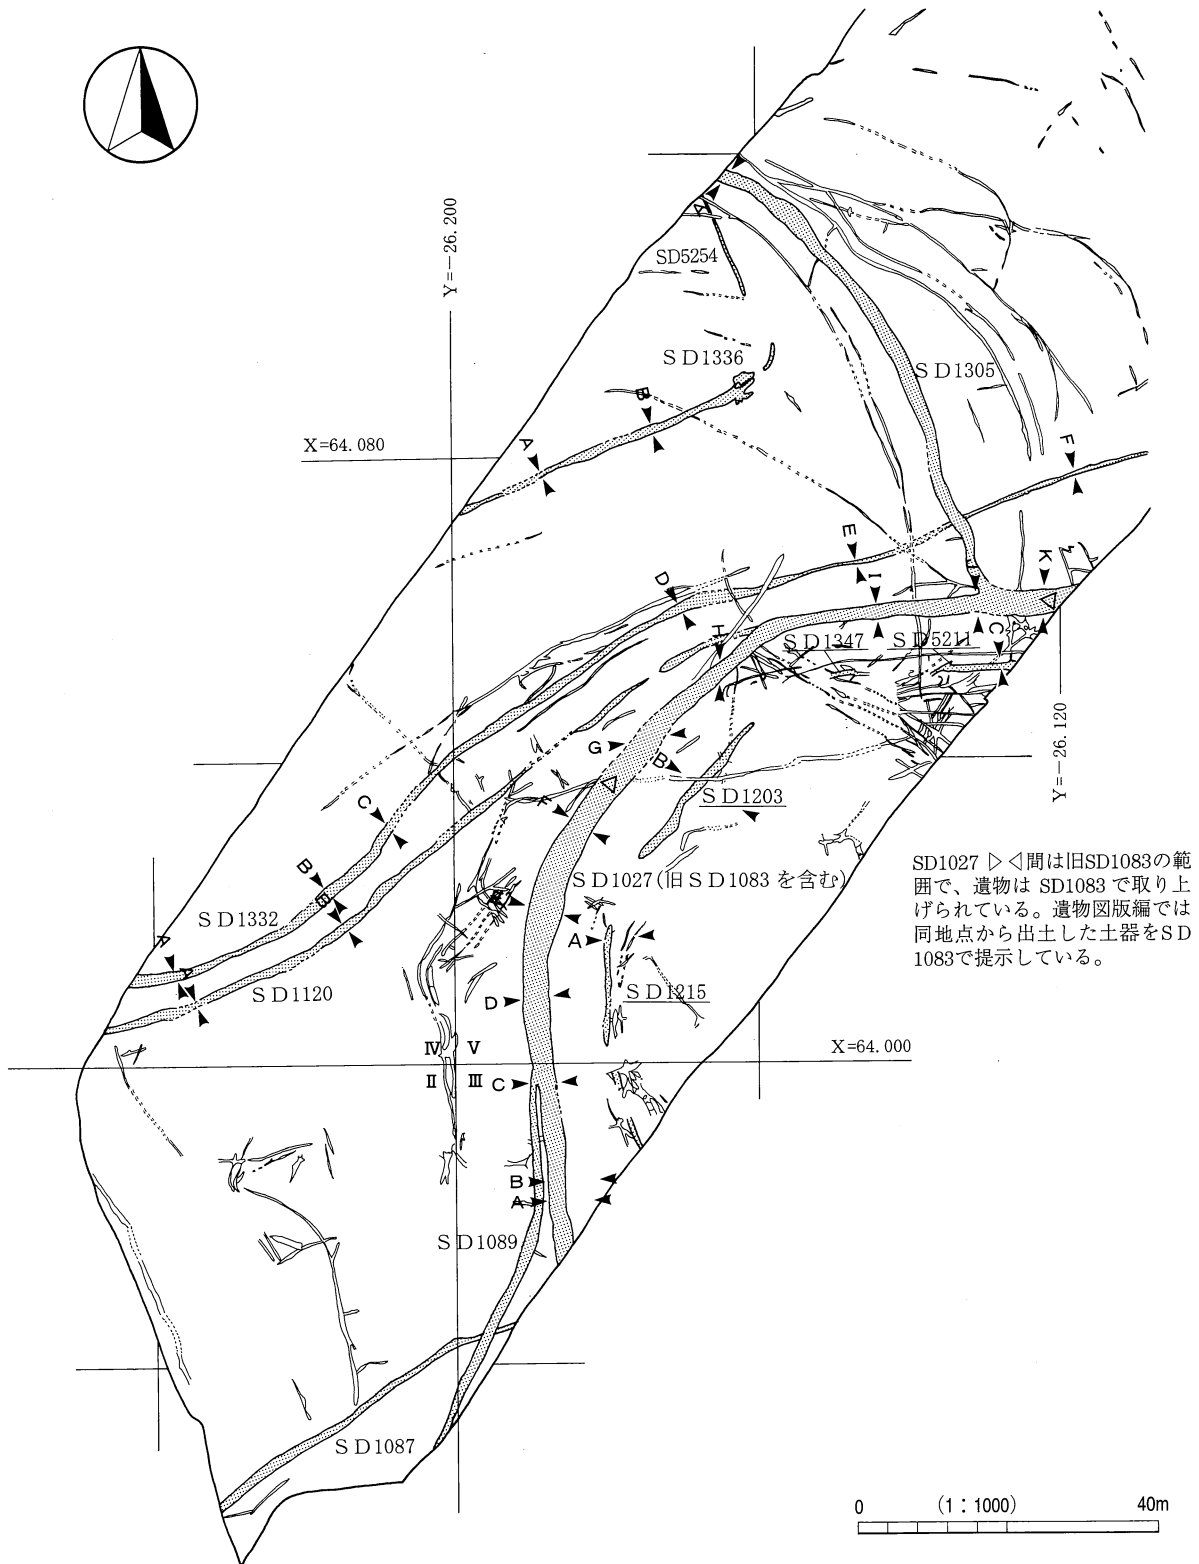 Y=-26.200
SD5254
SD1336
B
SD1305
X=64.080
A
F
E
D
I
K
H
SD1347
SD5211
C
Y=-26.120
G
B
SD1203
C
F
SD1027 ▷◁間は旧SD1083の範
囲で、遺物は SD1083 で取り上
げられている。遺物図版編では
同地点から出土した土器をSD
1083で提示している。
SD1027(旧SD1083を含む)
B
B
SD1332
A
A
A
SD1120
SD1215
D
Ⅳ Ⅴ
X=64.000
Ⅱ Ⅲ
C
B
A
SD1089
SD1087
0 (1:1000) 40m